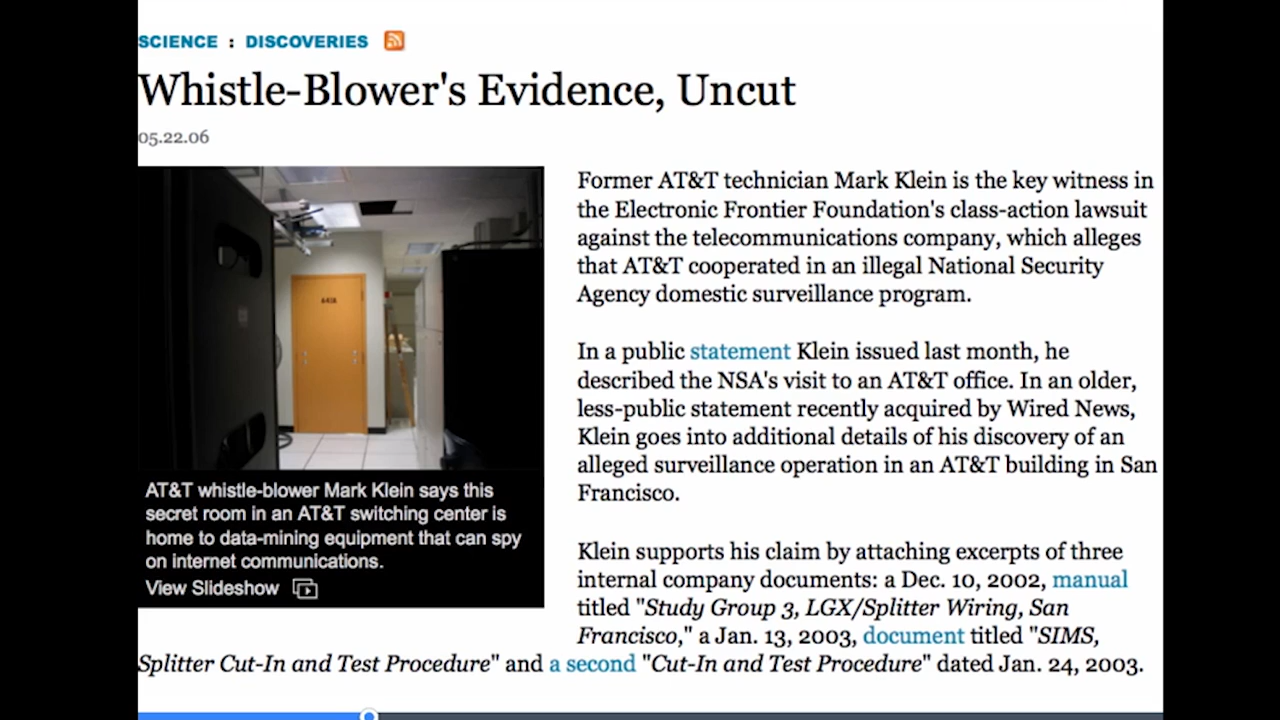 SCIENCE : DISCOVERIES
Whistle-Blower's Evidence, Uncut
05.22.06
641A
AT&T whistle-blower Mark Klein says this
secret room in an AT&T switching center is
home to data-mining equipment that can spy
on internet communications.
View Slideshow
Former AT&T technician Mark Klein is the key witness in
the Electronic Frontier Foundation's class-action lawsuit
against the telecommunications company, which alleges
that AT&T cooperated in an illegal National Security
Agency domestic surveillance program.
In a public statement Klein issued last month, he
described the NSA's visit to an AT&T office. In an older,
less-public statement recently acquired by Wired News,
Klein goes into additional details of his discovery of an
alleged surveillance operation in an AT&T building in San
Francisco.
Klein supports his claim by attaching excerpts of three
internal company documents: a Dec. 10, 2002, manual
titled "Study Group 3, LGX/Splitter Wiring, San
Francisco," a Jan. 13, 2003, document titled "SIMS,
Splitter Cut-In and Test Procedure" and a second "Cut-In and Test Procedure" dated Jan. 24, 2003.